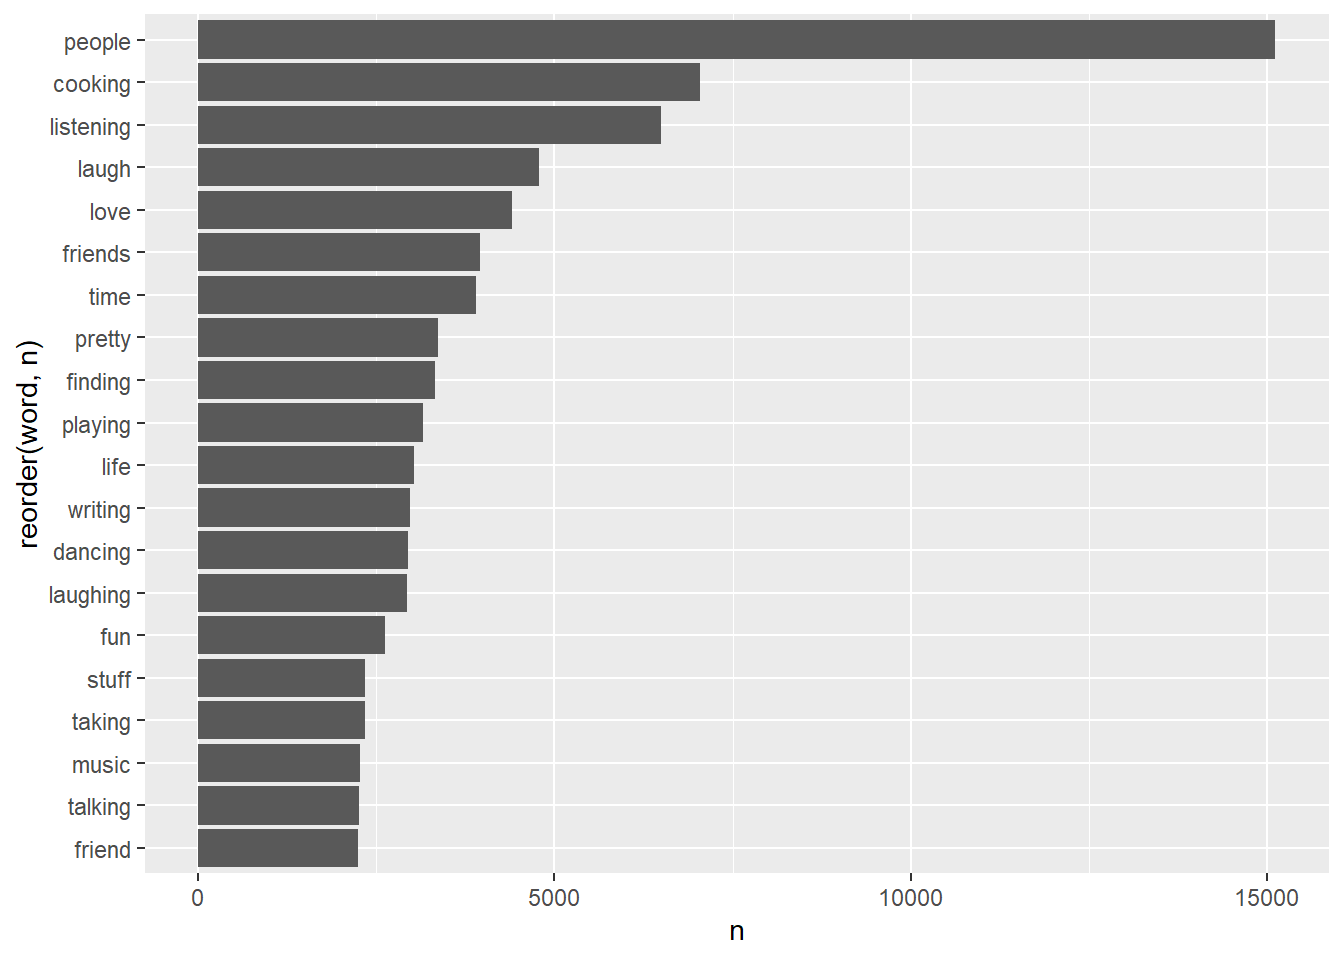 people
cooking
listening
laugh
love
friends
time
pretty
finding
playing
life
writing
dancing
laughing
fun
stuff
taking
music
talking
friend
reorder(word, n)
0 5000 10000 15000
n